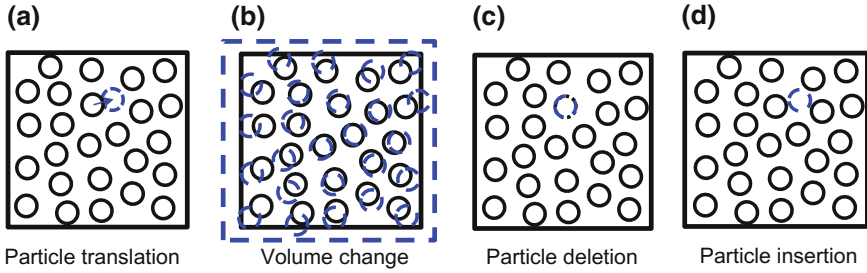 (a) (b) (c) (d)
Particle translation Volume change Particle deletion Particle insertion